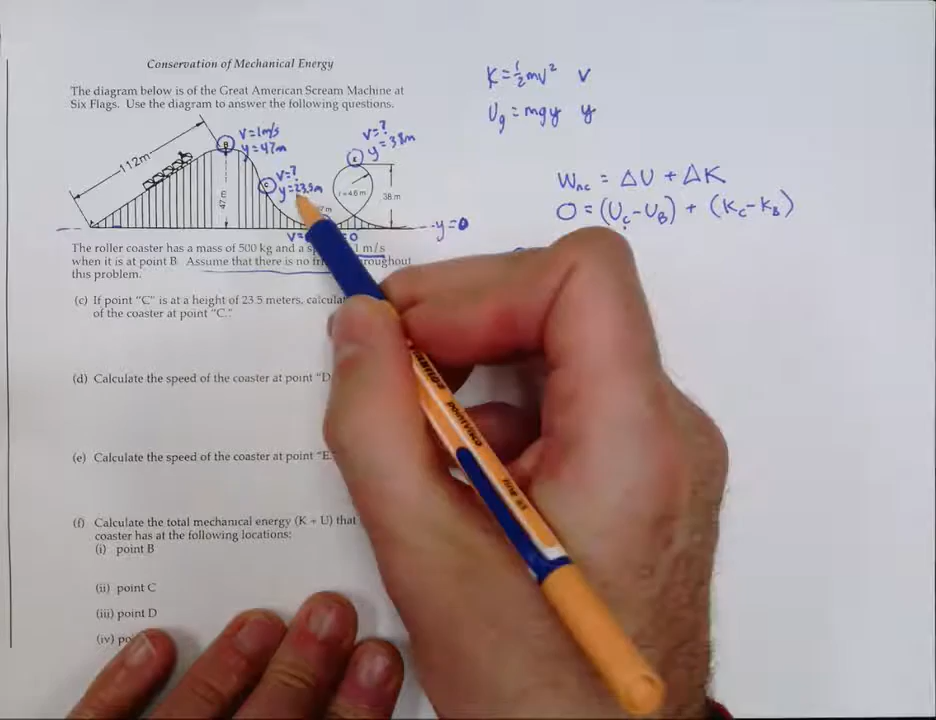 Conservation of Mechanical Energy
The diagram below is of the Great American Scream Machine at
Six Flags. Use the diagram to answer the following questions.
K=½mv² v
Ug = mgy y
112m
B
V=1m/s
y=47m
V=?
y=38m
E
C
V=?
y=23.5m
47 m
r=4.6m
38 m
y=0
Wnc = ΔU + ΔK
0 = (Uc-UB) + (Kc-KB)
The roller coaster has a mass of 500 kg and a 1 m/s
when it is at point B. Assume that there is no
this problem.
(c) If point "C" is at a height of 23.5 meters,
of the coaster at point "C."
(d) Calculate the speed of the coaster at point "D
(e) Calculate the speed of the coaster at point "E.
(f) Calculate the total mechanical energy (K + U) that
coaster has at the following locations:
(i) point B
(ii) point C
(iii) point D
(iv)